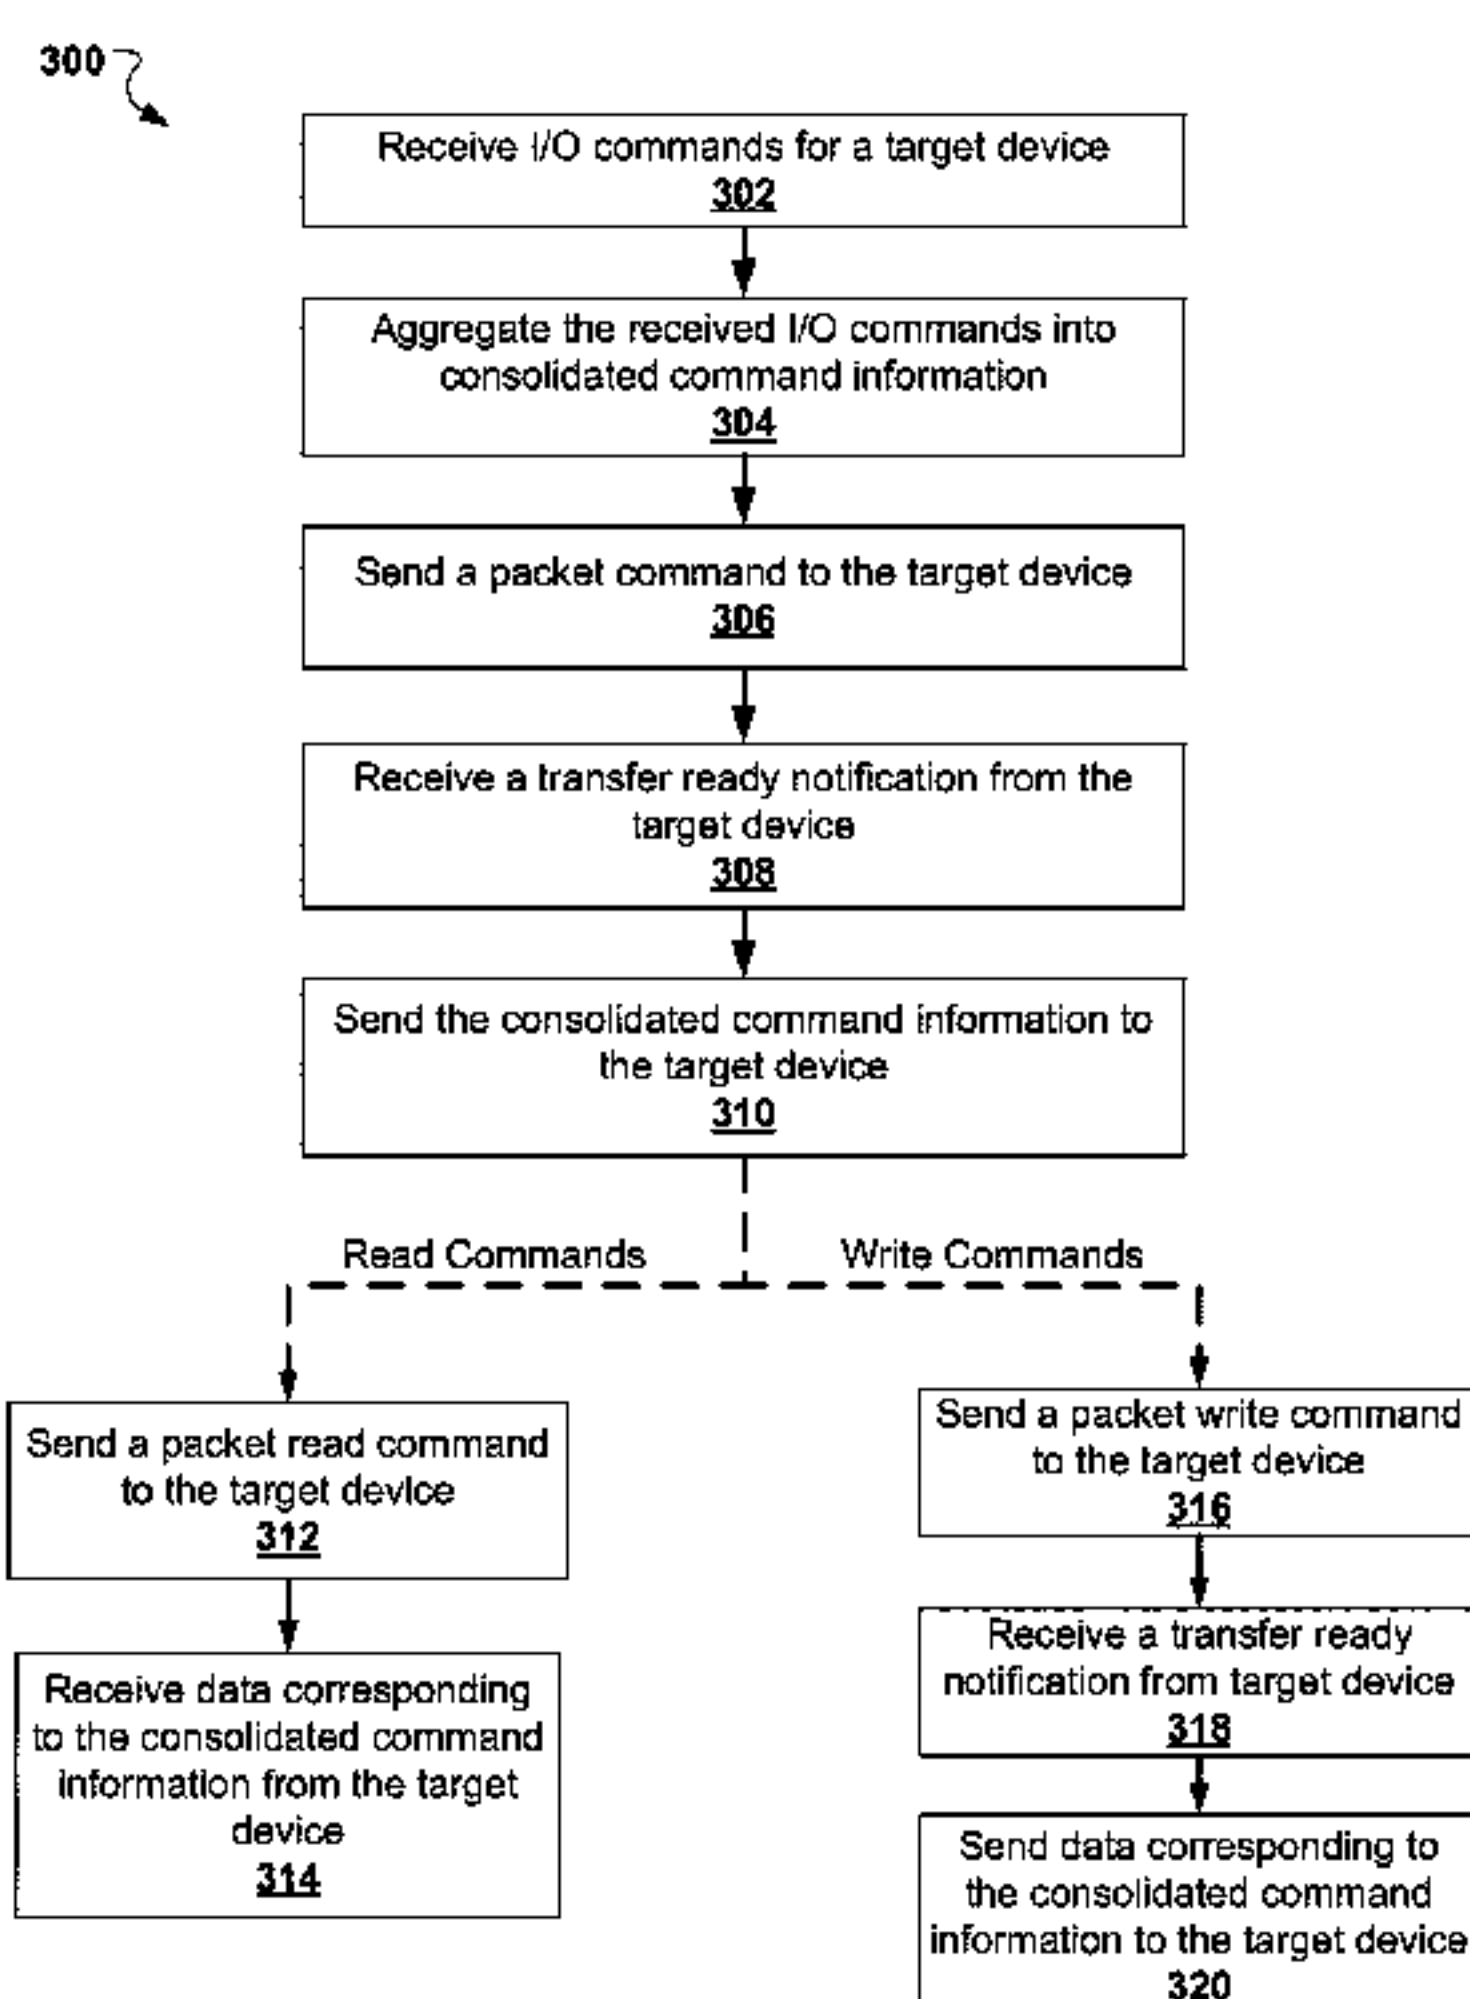 300
Receive I/O commands for a target device
302
Aggregate the received I/O commands into
consolidated command information
304
Send a packet command to the target device
306
Receive a transfer ready notification from the
target device
308
Send the consolidated command information to
the target device
310
Read Commands
Write Commands
Send a packet read command
to the target device
312
Receive data corresponding
to the consolidated command
information from the target
device
314
Send a packet write command
to the target device
316
Receive a transfer ready
notification from target device
318
Send data corresponding to
the consolidated command
information to the target device
320